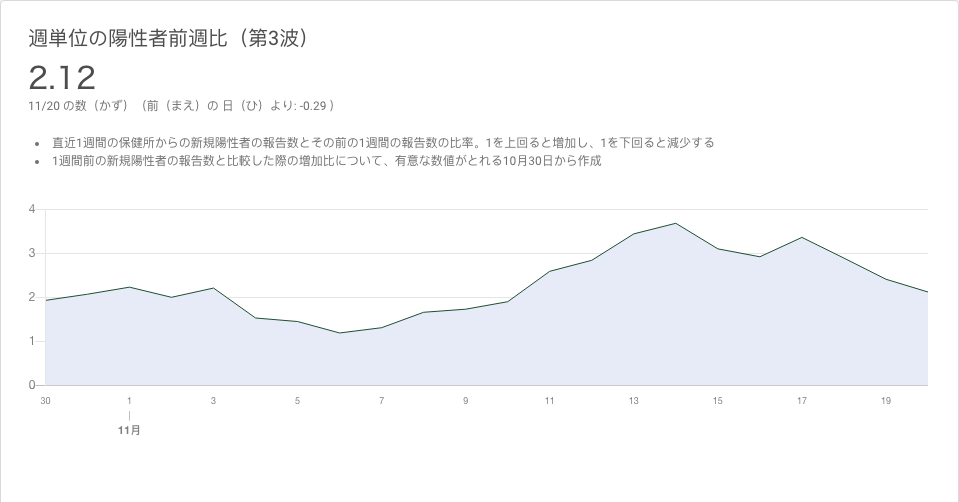 週単位の陽性者前週比（第3波）
2.12
11/20 の数（かず）（前（まえ）の 日（ひ）より: -0.29 ）
• 直近1週間の保健所からの新規陽性者の報告数とその前の1週間の報告数の比率。1を上回ると増加し、1を下回ると減少する
• 1週間前の新規陽性者の報告数と比較した際の増加比について、有意な数値がとれる10月30日から作成
4
3
2
1
0
30 1 3 5 7 9 11 13 15 17 19
11月